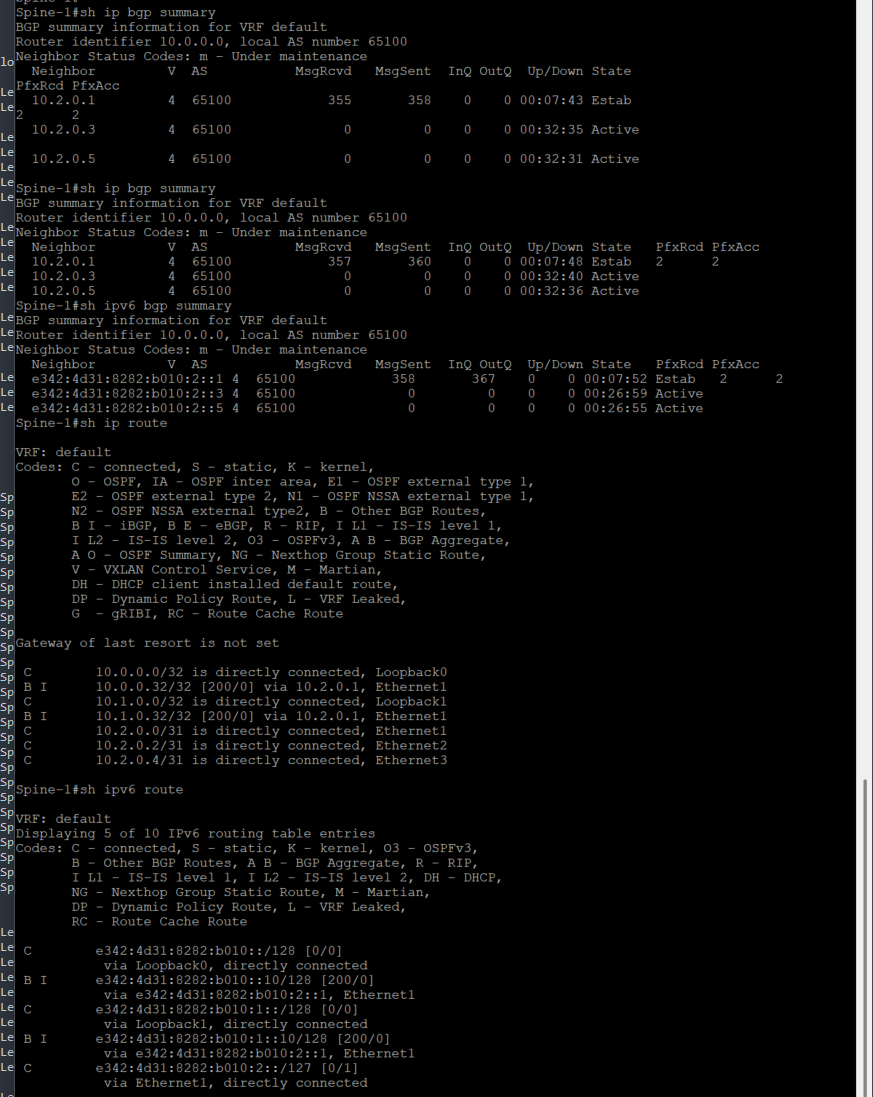 Spine-1#sh ip bgp summary
BGP summary information for VRF default
Router identifier 10.0.0.0, local AS number 65100
Neighbor Status Codes: m - Under maintenance
  Neighbor         V  AS           MsgRcvd   MsgSent  InQ OutQ  Up/Down State
PfxRcd PfxAcc
  10.2.0.1         4  65100            355       358    0    0 00:07:43 Estab
2      2
  10.2.0.3         4  65100              0         0    0    0 00:32:35 Active
  10.2.0.5         4  65100              0         0    0    0 00:32:31 Active
Spine-1#sh ip bgp summary
BGP summary information for VRF default
Router identifier 10.0.0.0, local AS number 65100
Neighbor Status Codes: m - Under maintenance
  Neighbor         V  AS           MsgRcvd   MsgSent  InQ OutQ  Up/Down State   PfxRcd PfxAcc
  10.2.0.1         4  65100            357       360    0    0 00:07:48 Estab   2      2
  10.2.0.3         4  65100              0         0    0    0 00:32:40 Active
  10.2.0.5         4  65100              0         0    0    0 00:32:36 Active
Spine-1#sh ipv6 bgp summary
BGP summary information for VRF default
Router identifier 10.0.0.0, local AS number 65100
Neighbor Status Codes: m - Under maintenance
  Neighbor         V  AS           MsgRcvd   MsgSent  InQ OutQ  Up/Down State   PfxRcd PfxAcc
  e342:4d31:8282:b010:2::1 4  65100            358       367    0    0 00:07:52 Estab   2      2
  e342:4d31:8282:b010:2::3 4  65100              0         0    0    0 00:26:59 Active
  e342:4d31:8282:b010:2::5 4  65100              0         0    0    0 00:26:55 Active
Spine-1#sh ip route
VRF: default
Codes: C - connected, S - static, K - kernel,
       O - OSPF, IA - OSPF inter area, E1 - OSPF external type 1,
       E2 - OSPF external type 2, N1 - OSPF NSSA external type 1,
       N2 - OSPF NSSA external type2, B - Other BGP Routes,
       B I - iBGP, B E - eBGP, R - RIP, I L1 - IS-IS level 1,
       I L2 - IS-IS level 2, O3 - OSPFv3, A B - BGP Aggregate,
       A O - OSPF Summary, NG - Nexthop Group Static Route,
       V - VXLAN Control Service, M - Martian,
       DH - DHCP client installed default route,
       DP - Dynamic Policy Route, L - VRF Leaked,
       G  - gRIBI, RC - Route Cache Route
Gateway of last resort is not set
 C        10.0.0.0/32 is directly connected, Loopback0
 B I      10.0.0.32/32 [200/0] via 10.2.0.1, Ethernet1
 C        10.1.0.0/32 is directly connected, Loopback1
 B I      10.1.0.32/32 [200/0] via 10.2.0.1, Ethernet1
 C        10.2.0.0/31 is directly connected, Ethernet1
 C        10.2.0.2/31 is directly connected, Ethernet2
 C        10.2.0.4/31 is directly connected, Ethernet3
Spine-1#sh ipv6 route
VRF: default
Displaying 5 of 10 IPv6 routing table entries
Codes: C - connected, S - static, K - kernel, O3 - OSPFv3,
       B - Other BGP Routes, A B - BGP Aggregate, R - RIP,
       I L1 - IS-IS level 1, I L2 - IS-IS level 2, DH - DHCP,
       NG - Nexthop Group Static Route, M - Martian,
       DP - Dynamic Policy Route, L - VRF Leaked,
       RC - Route Cache Route
 C        e342:4d31:8282:b010::/128 [0/0]
           via Loopback0, directly connected
 B I      e342:4d31:8282:b010::10/128 [200/0]
           via e342:4d31:8282:b010:2::1, Ethernet1
 C        e342:4d31:8282:b010:1::/128 [0/0]
           via Loopback1, directly connected
 B I      e342:4d31:8282:b010:1::10/128 [200/0]
           via e342:4d31:8282:b010:2::1, Ethernet1
 C        e342:4d31:8282:b010:2::/127 [0/1]
           via Ethernet1, directly connected